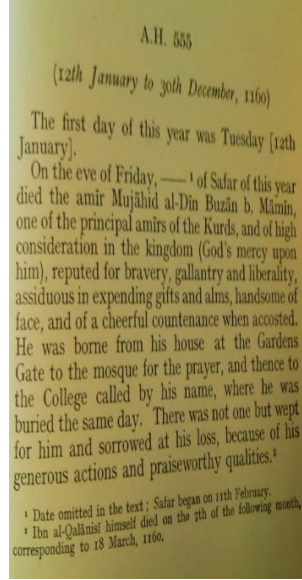 A.H. 555
(12th January to 30th December, 1160)
The first day of this year was Tuesday [12th
January].
On the eve of Friday, —¹ of Safar of this year
died the amīr Mujāhid al-Dīn Buzān b. Māmīn,
one of the principal amīrs of the Kurds, and of high
consideration in the kingdom (God's mercy upon
him), reputed for bravery, gallantry and liberality,
assiduous in expending gifts and alms, handsome of
face, and of a cheerful countenance when accosted.
He was borne from his house at the Gardens
Gate to the mosque for the prayer, and thence to
the College called by his name, where he was
buried the same day. There was not one but wept
for him and sorrowed at his loss, because of his
generous actions and praiseworthy qualities.²
¹ Date omitted in the text; Safar began on 11th February.
² Ibn al-Qalānisī himself died on the 7th of the following month,
corresponding to 18 March, 1160.